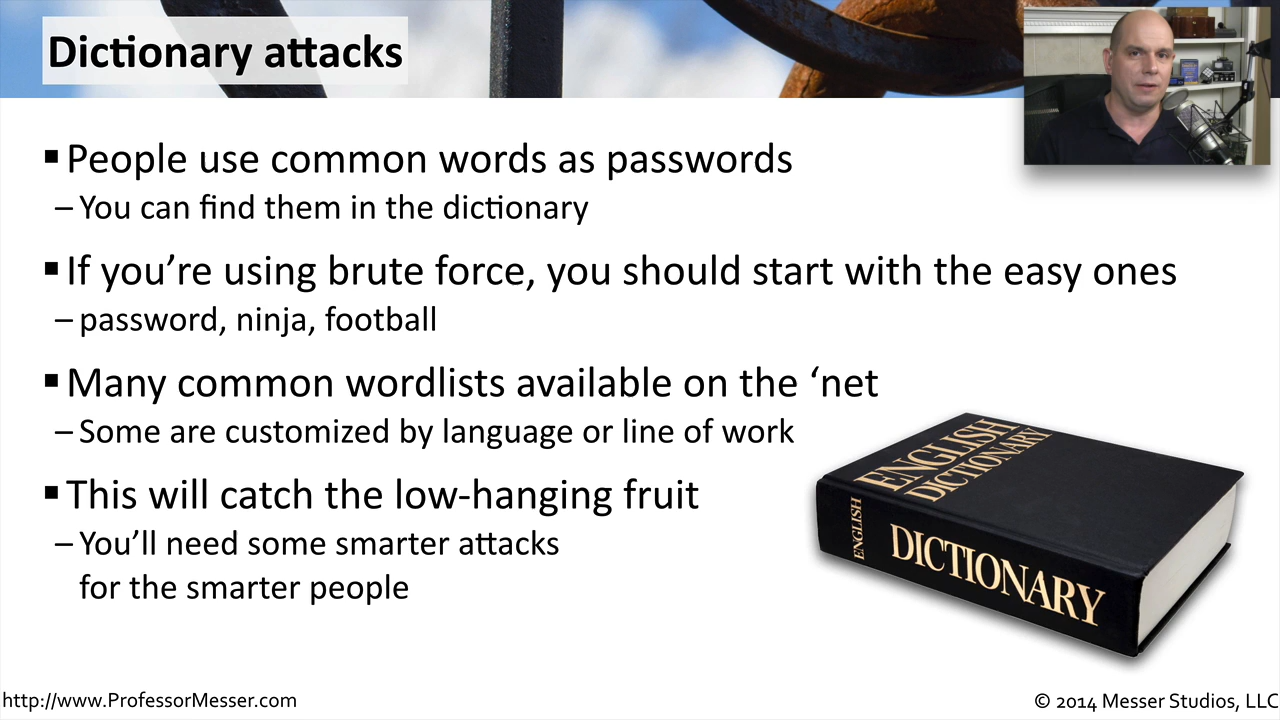 Dictionary attacks
▪ People use common words as passwords
– You can find them in the dictionary
▪ If you’re using brute force, you should start with the easy ones
– password, ninja, football
▪ Many common wordlists available on the ‘net
– Some are customized by language or line of work
▪ This will catch the low-hanging fruit
– You’ll need some smarter attacks
for the smarter people
ENGLISH
DICTIONARY
ENGLISH
DICTIONARY
http://www.ProfessorMesser.com
© 2014 Messer Studios, LLC